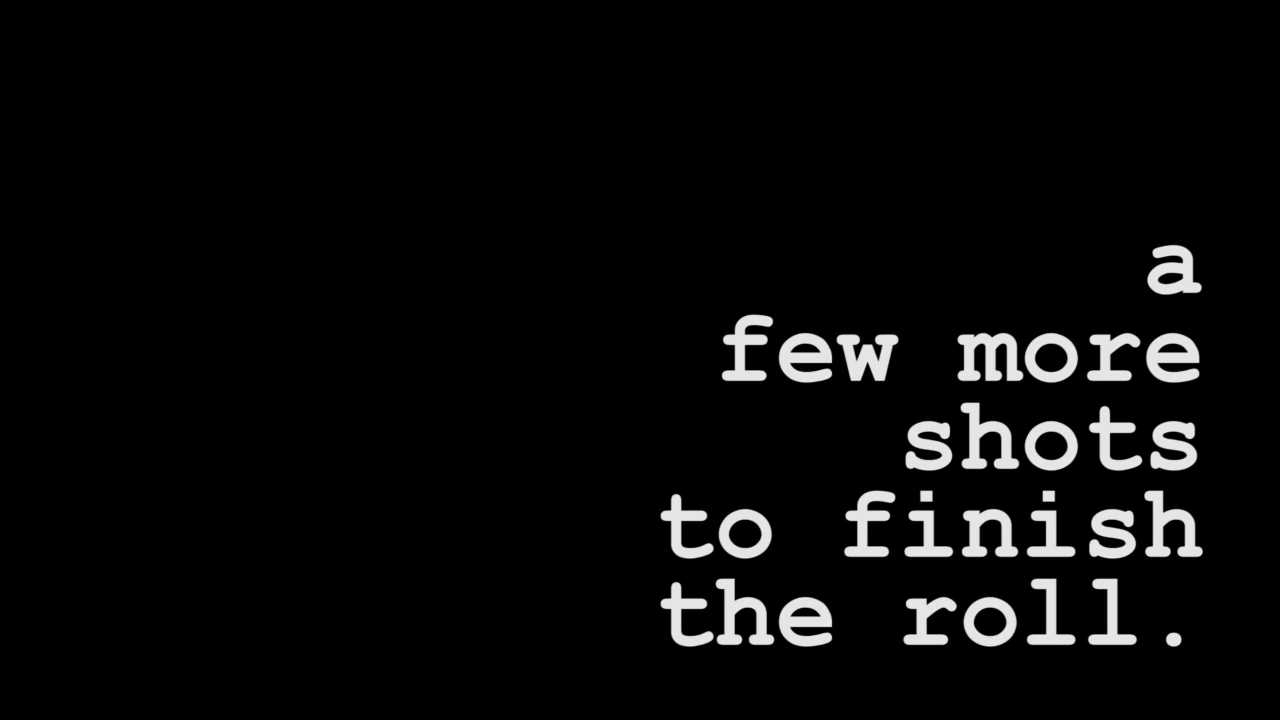 a
few more
shots
to finish
the roll.